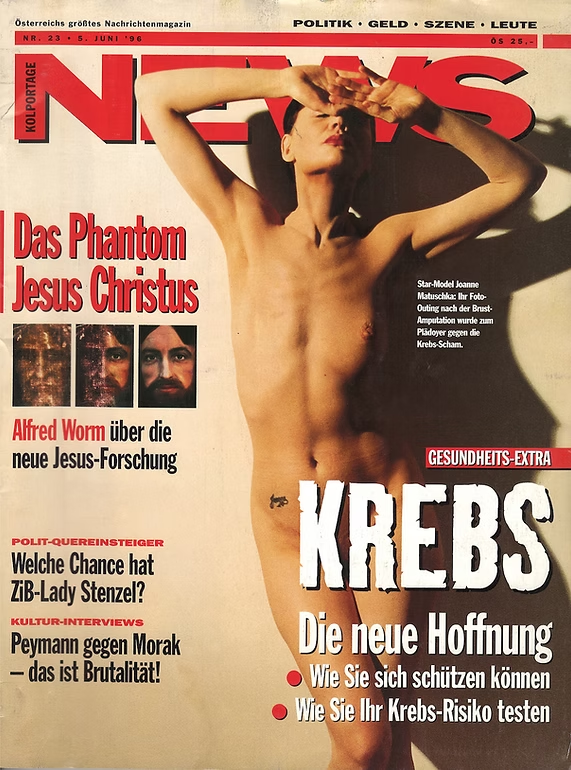 Österreichs größtes Nachrichtenmagazin
POLITIK · GELD · SZENE · LEUTE
NR. 23 • 5. JUNI '96
ÖS 25.-
KOLPORTAGE
NEWS
Das Phantom
Jesus Christus
Alfred Worm über die
neue Jesus-Forschung
Star-Model Joanne
Matuschka: Ihr Foto-
Outing nach der Brust-
Amputation wurde zum
Plädoyer gegen die
Krebs-Scham.
GESUNDHEITS-EXTRA
KREBS
Die neue Hoffnung
Wie Sie sich schützen können
Wie Sie Ihr Krebs-Risiko testen
POLIT-QUEREINSTEIGER
Welche Chance hat
ZiB-Lady Stenzel?
KULTUR-INTERVIEWS
Peymann gegen Morak
– das ist Brutalität!